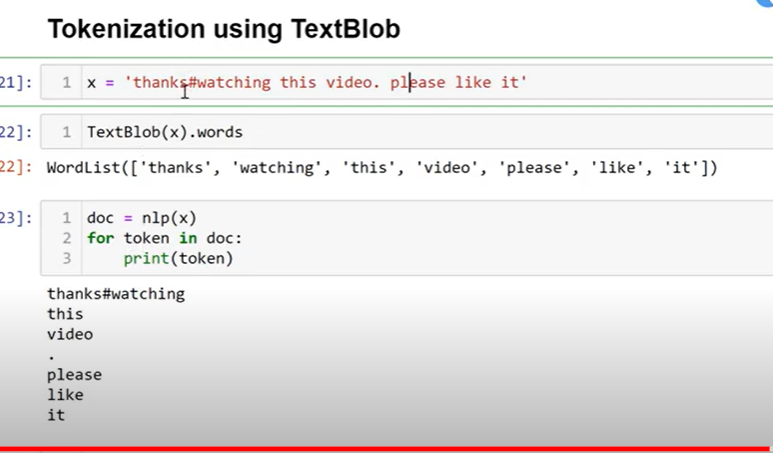 Tokenization using TextBlob
21]: 1 x = 'thanks#watching this video. please like it'
22]: 1 TextBlob(x).words
22]: WordList(['thanks', 'watching', 'this', 'video', 'please', 'like', 'it'])
23]: 1 doc = nlp(x)
2 for token in doc:
3 print(token)
thanks#watching
this
video
.
please
like
it